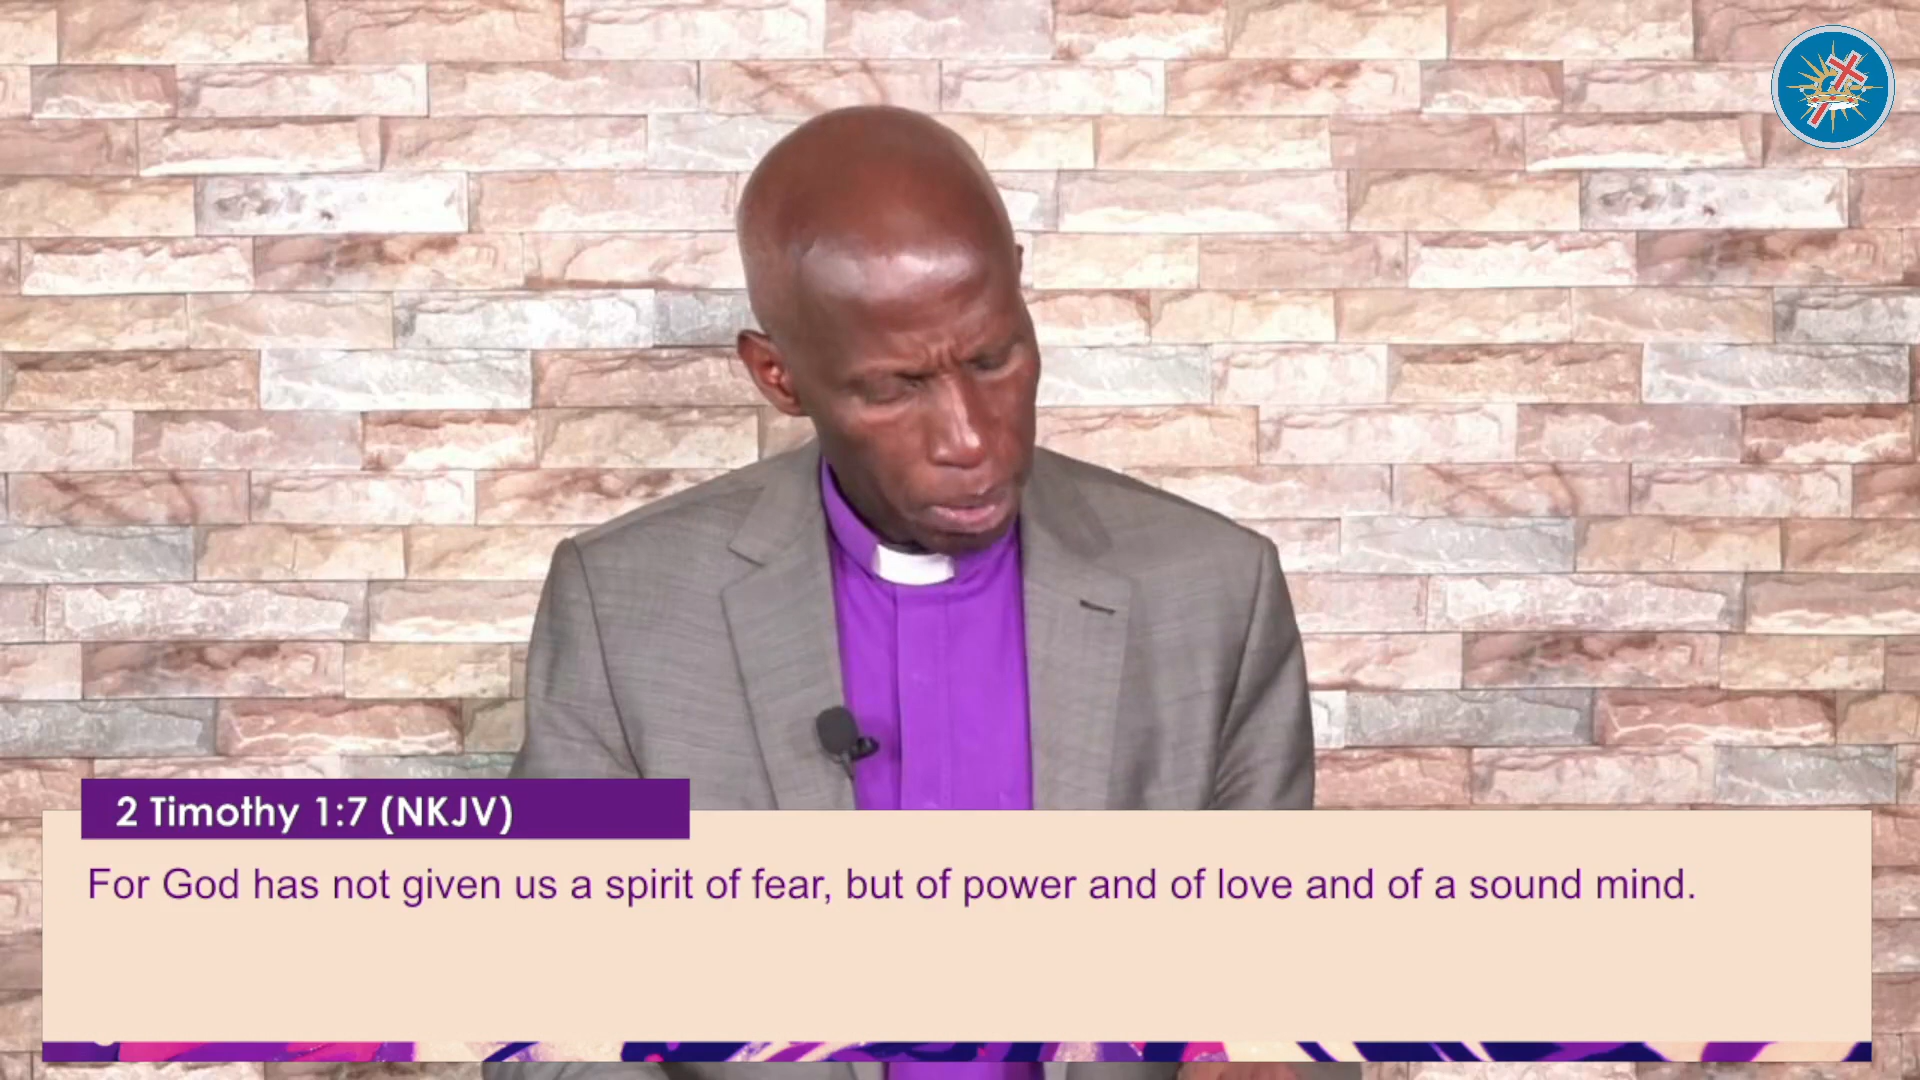 2 Timothy 1:7 (NKJV)
For God has not given us a spirit of fear, but of power and of love and of a sound mind.